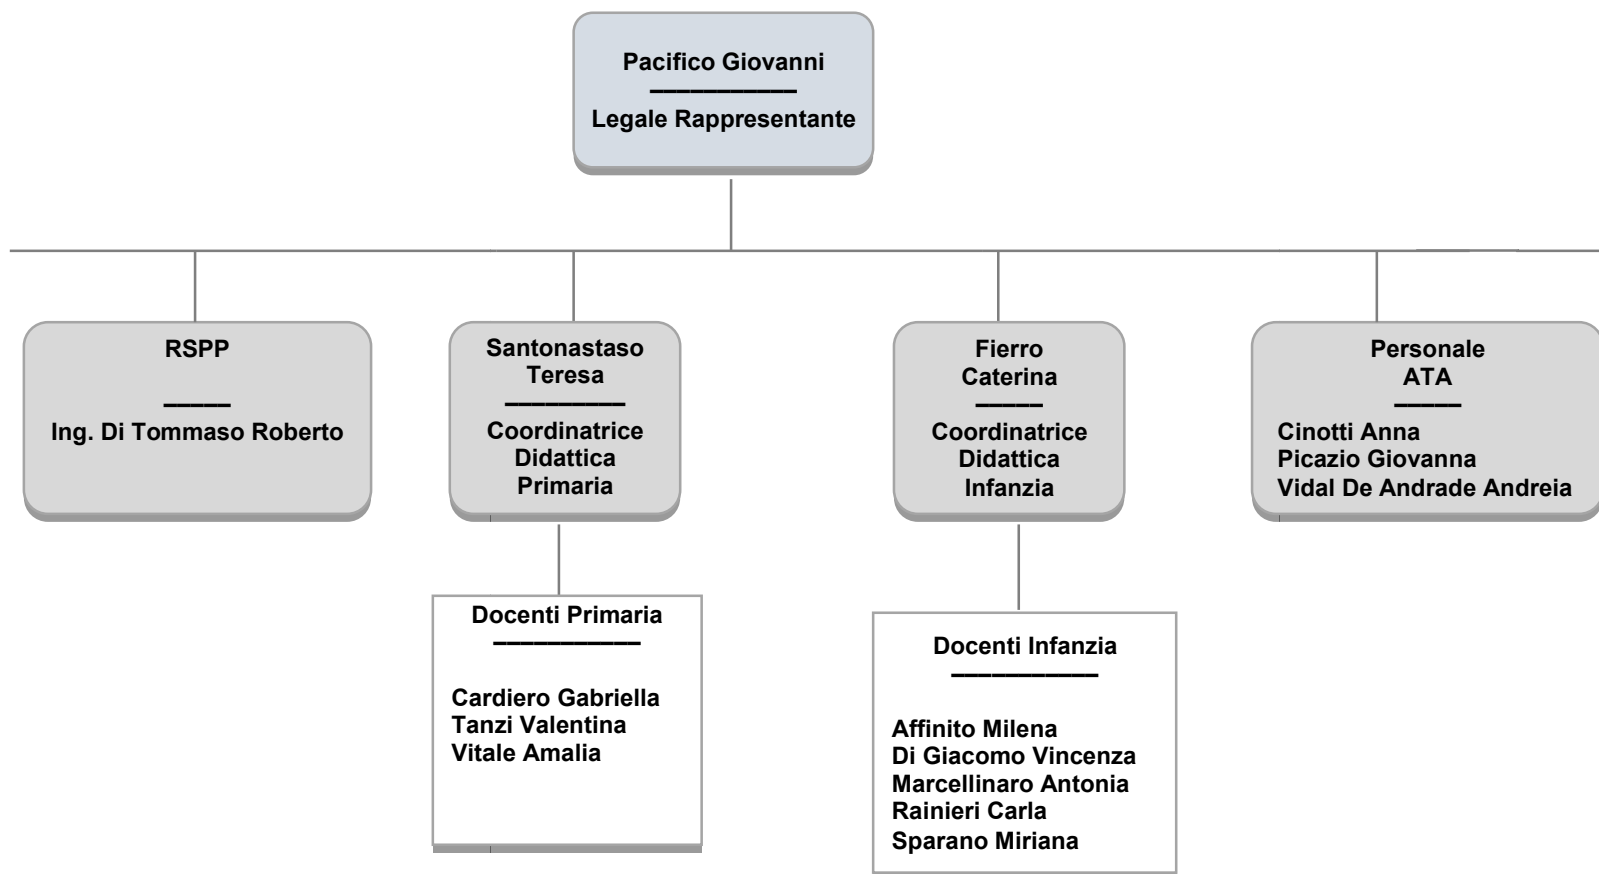 Pacifico Giovanni
Legale Rappresentante
RSPP
Ing. Di Tommaso Roberto
Santonastaso
Teresa
Coordinatrice
Didattica
Primaria
Fierro
Caterina
Coordinatrice
Didattica
Infanzia
Personale
ATA
Cinotti Anna
Picazio Giovanna
Vidal De Andrade Andreia
Docenti Primaria
Cardiero Gabriella
Tanzi Valentina
Vitale Amalia
Docenti Infanzia
Affinito Milena
Di Giacomo Vincenza
Marcellinaro Antonia
Rainieri Carla
Sparano Miriana